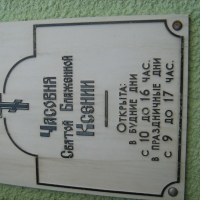 Часовня
Святой Блаженной
Ксении
Открыта:
в будние дни
с 10 до 16 час.
в праздничные дни
с 9 до 17 час.